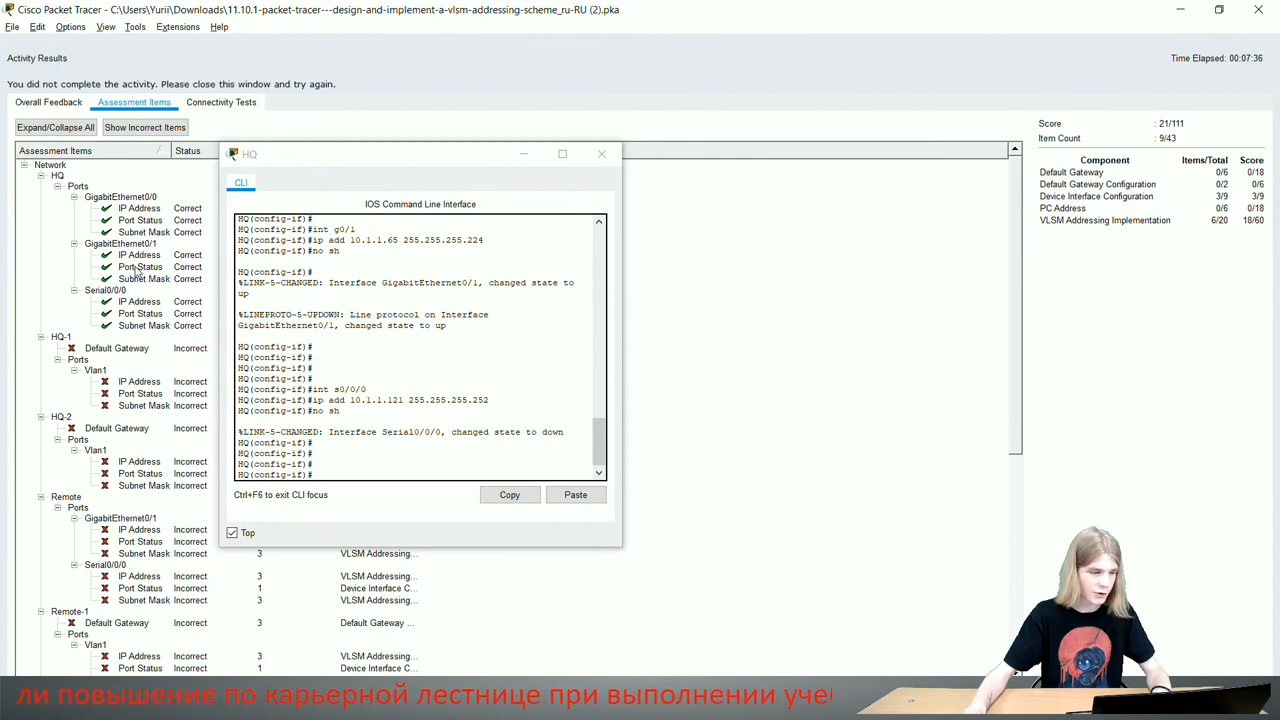 Cisco Packet Tracer - C:\Users\Yurii\Downloads\11.10.1-packet-tracer---design-and-implement-a-vlsm-addressing-scheme_ru-RU (2).pka
File Edit Options View Tools Extensions Help
Activity Results
Time Elapsed: 00:07:36
You did not complete the activity. Please close this window and try again.
Overall Feedback Assessment Items Connectivity Tests
Expand/Collapse All Show Incorrect Items
Assessment Items Status
Network
HQ
Ports
GigabitEthernet0/0
IP Address Correct
Port Status Correct
Subnet Mask Correct
GigabitEthernet0/1
IP Address Correct
Port Status Correct
Subnet Mask Correct
Serial0/0/0
IP Address Correct
Port Status Correct
Subnet Mask Correct
HQ-1
Default Gateway Incorrect
Ports
Vlan1
IP Address Incorrect
Port Status Incorrect
Subnet Mask Incorrect
HQ-2
Default Gateway Incorrect
Ports
Vlan1
IP Address Incorrect
Port Status Incorrect
Subnet Mask Incorrect
Remote
Ports
GigabitEthernet0/1
IP Address Incorrect
Port Status Incorrect
Subnet Mask Incorrect 3 VLSM Addressing...
Serial0/0/0
IP Address Incorrect 3 VLSM Addressing...
Port Status Incorrect 1 Device Interface C...
Subnet Mask Incorrect 3 VLSM Addressing...
Remote-1
Default Gateway Incorrect 3 Default Gateway ...
Ports
Vlan1
IP Address Incorrect 3 VLSM Addressing...
Port Status Incorrect 1 Device Interface C...
HQ
CLI
IOS Command Line Interface
HQ(config-if)#
HQ(config-if)#int g0/1
HQ(config-if)#ip add 10.1.1.65 255.255.255.224
HQ(config-if)#no sh
HQ(config-if)#
%LINK-5-CHANGED: Interface GigabitEthernet0/1, changed state to
up
%LINEPROTO-5-UPDOWN: Line protocol on Interface
GigabitEthernet0/1, changed state to up
HQ(config-if)#
HQ(config-if)#
HQ(config-if)#
HQ(config-if)#
HQ(config-if)#int s0/0/0
HQ(config-if)#ip add 10.1.1.121 255.255.255.252
HQ(config-if)#no sh
%LINK-5-CHANGED: Interface Serial0/0/0, changed state to down
HQ(config-if)#
HQ(config-if)#
HQ(config-if)#
HQ(config-if)#
Ctrl+F6 to exit CLI focus Copy Paste
Top
Score : 21/111
Item Count : 9/43
Component Items/Total Score
Default Gateway 0/6 0/18
Default Gateway Configuration 0/2 0/6
Device Interface Configuration 3/9 3/9
PC Address 0/6 0/18
VLSM Addressing Implementation 6/20 18/60
ли повышение по карьерной лестнице при выполнении уче